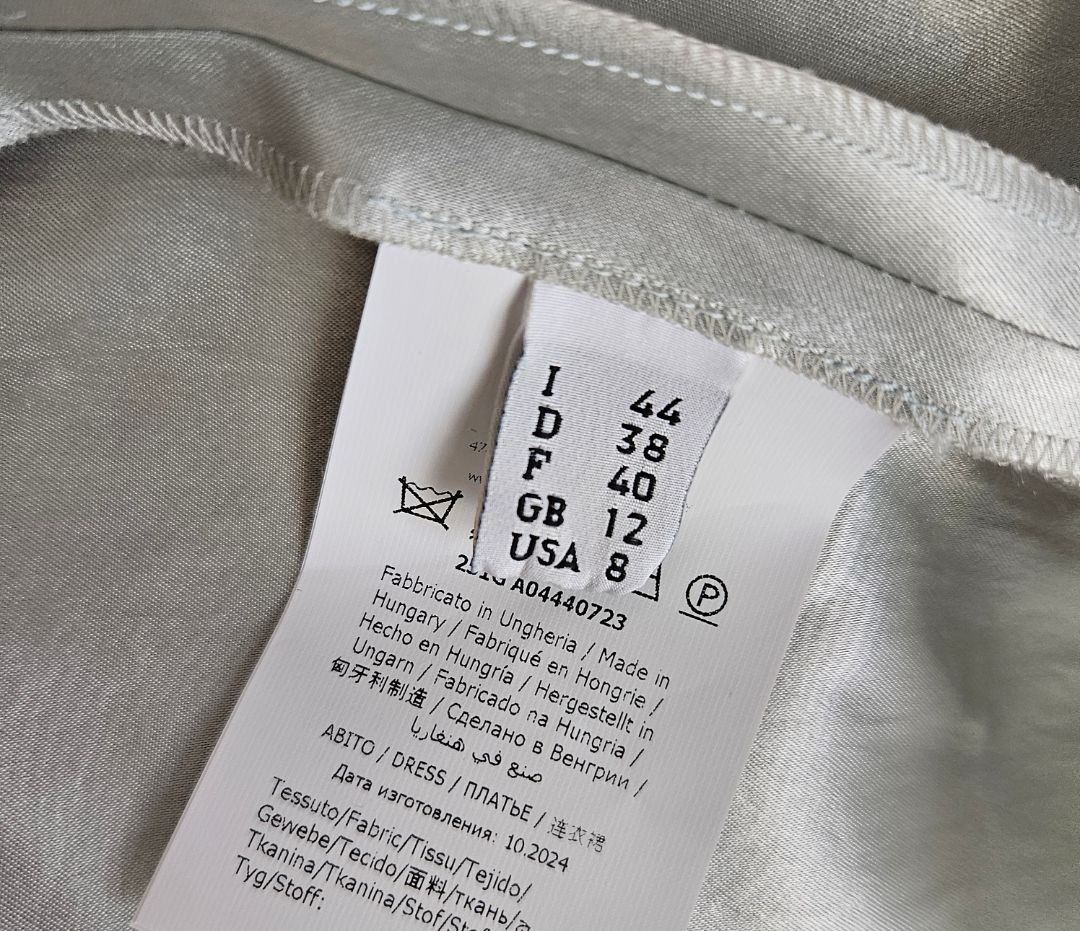 I 44
D 38
F 40
GB 12
USA 8
47
P
A04440723
Fabbricato in Ungheria / Made in
Hungary / Fabriqué en Hongrie /
Hecho en Hungría / Hergestellt in
Ungarn / Fabricado na Hungria /
匈牙利制造 / Сделано в Венгрии /
صنع في هنغاريا
ABITO / DRESS / ПЛАТЬЕ / 连衣裙
Дата изготовления: 10.2024
Tessuto/Fabric/Tissu/Tejido/
Gewebe/Tecido/面料/ткань/
Tkanina/Tkanina/Stof/
Tyg/Stoff: